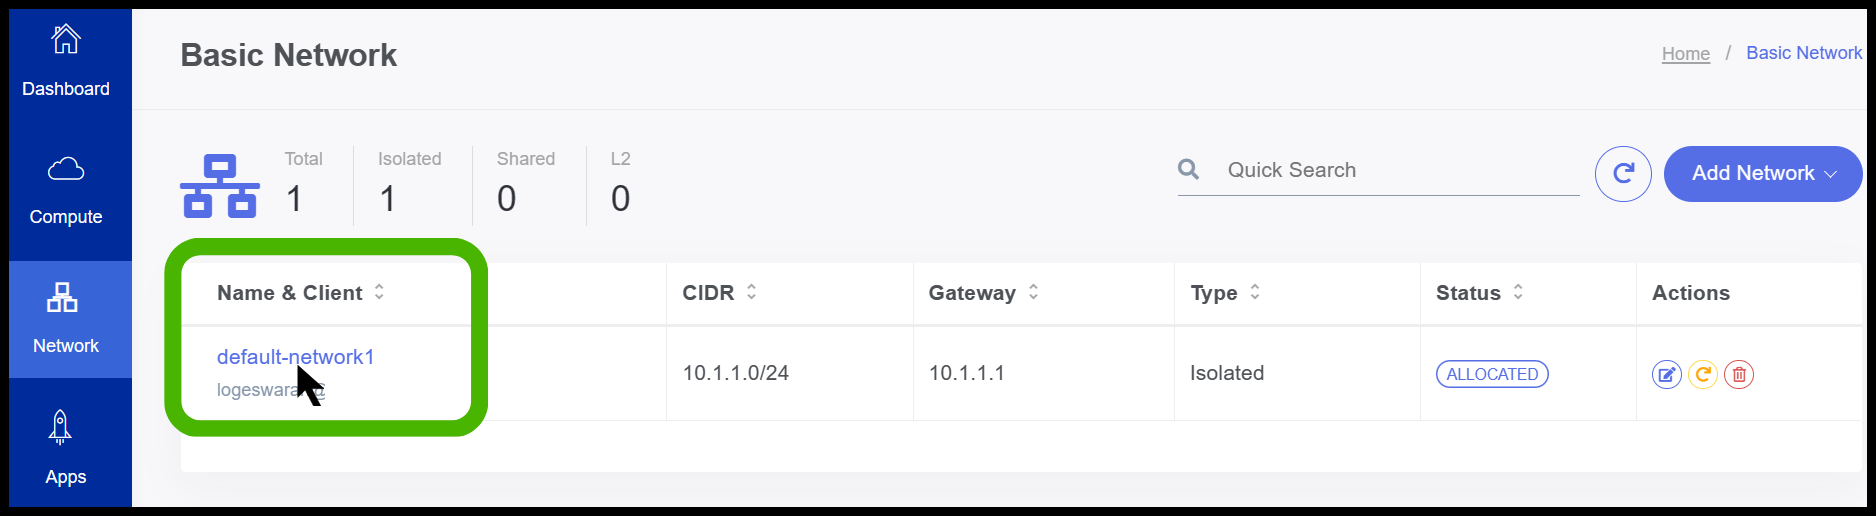 Dashboard
Compute
Network
Apps
Basic Network
Home / Basic Network
Total
1
Isolated
1
Shared
0
L2
0
Quick Search
Add Network
Name & Client
CIDR
Gateway
Type
Status
Actions
default-network1
10.1.1.0/24
10.1.1.1
Isolated
ALLOCATED